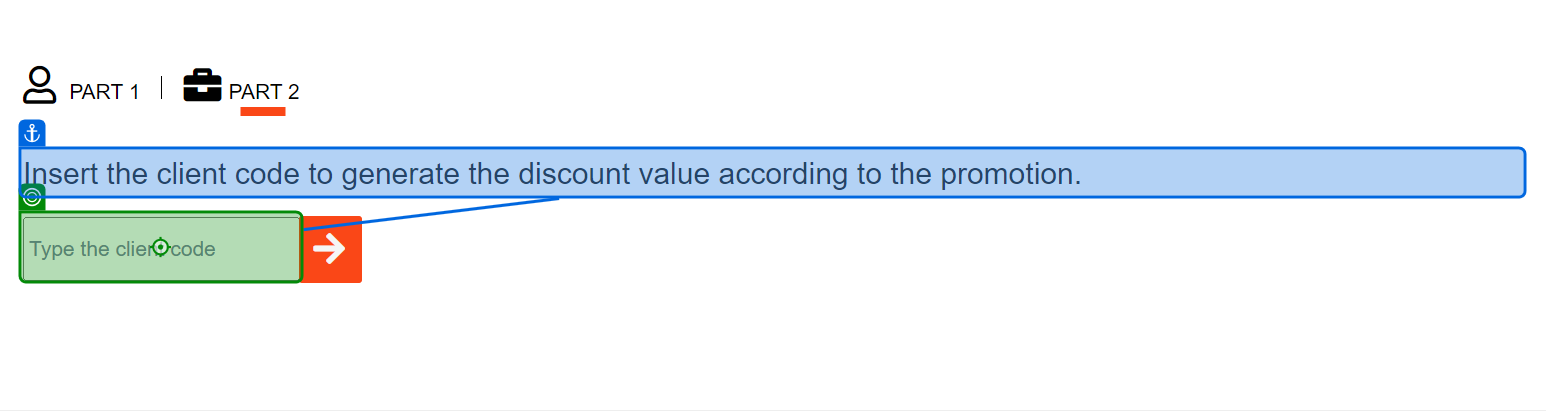 PART 1 PART 2
Insert the client code to generate the discount value according to the promotion.
Type the client code